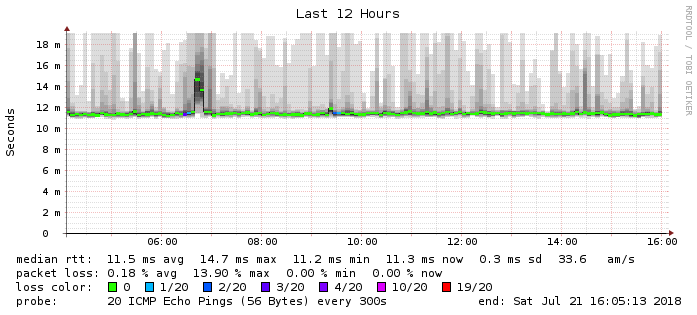 Last 12 Hours
RRDTOOL / TOBI OETIKER
Seconds
18 m
16 m
14 m
12 m
10 m
8 m
6 m
4 m
2 m
0
06:00 08:00 10:00 12:00 14:00 16:00
median rtt: 11.5 ms avg 14.7 ms max 11.2 ms min 11.3 ms now 0.3 ms sd 33.6 am/s
packet loss: 0.18 % avg 13.90 % max 0.00 % min 0.00 % now
loss color: 0 1/20 2/20 3/20 4/20 10/20 19/20
probe: 20 ICMP Echo Pings (56 Bytes) every 300s end: Sat Jul 21 16:05:13 2018